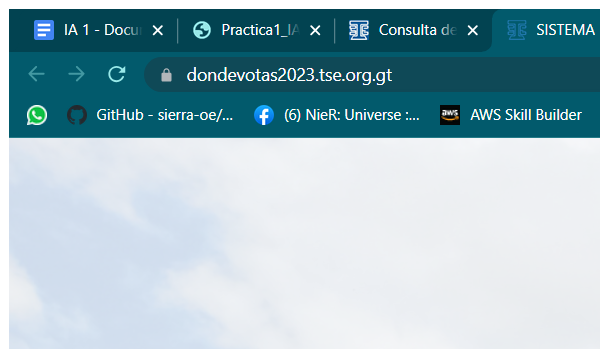 IA 1 - Docu
Practica1_IA
Consulta de
SISTEMA
dondevotas2023.tse.org.gt
GitHub - sierra-oe/...
(6) NieR: Universe :...
aws
AWS Skill Builder